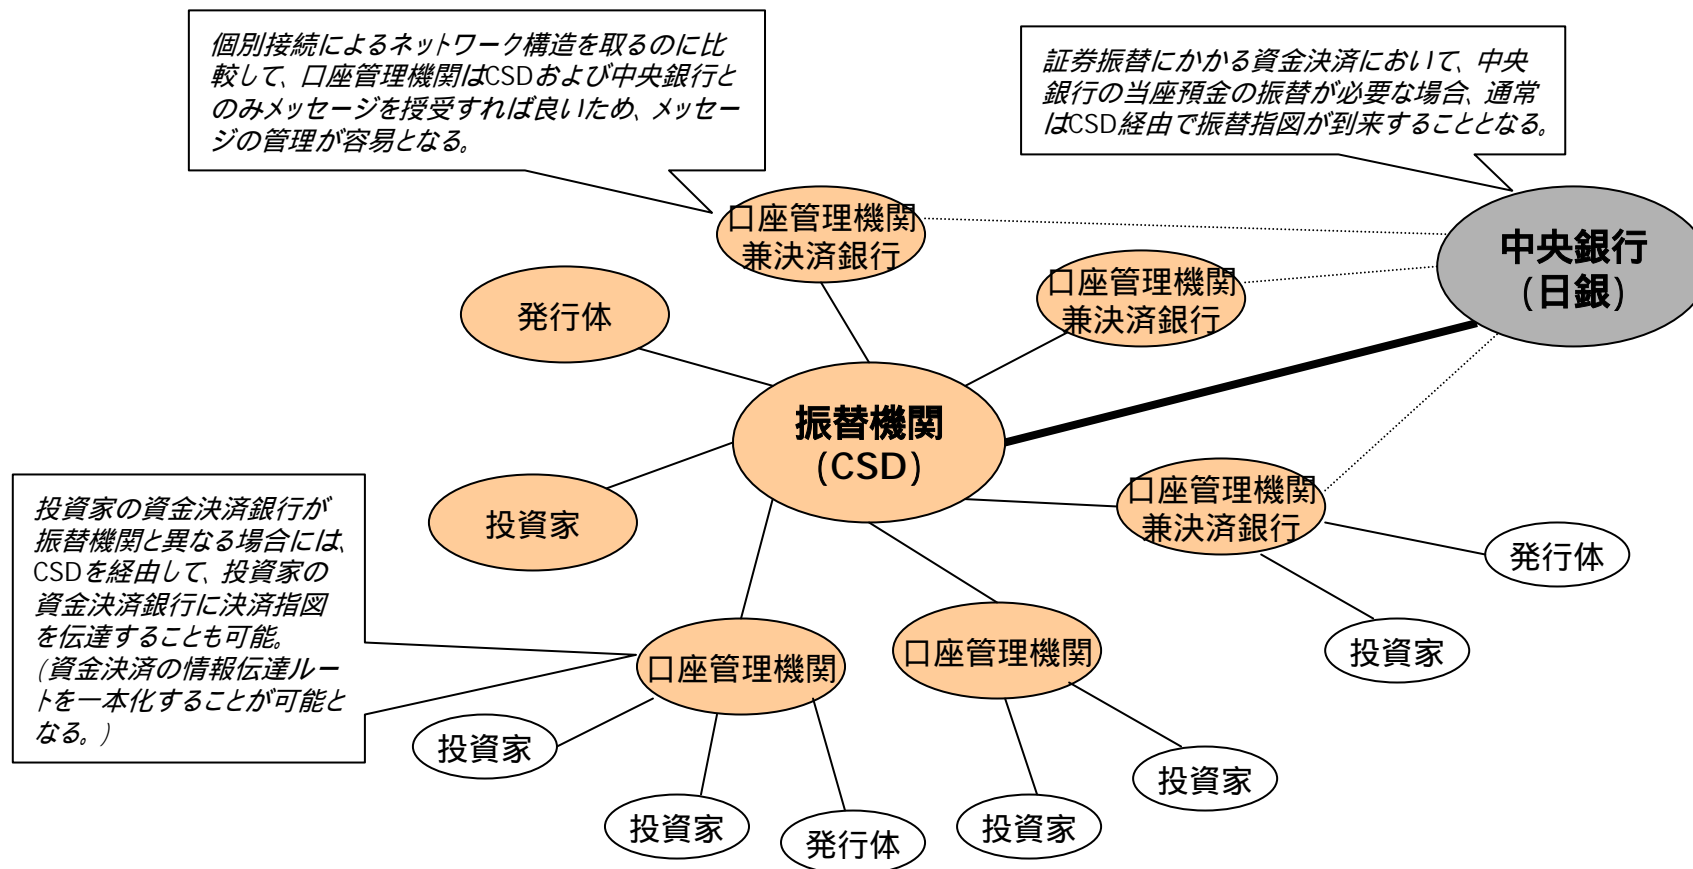 個別接続によるネットワーク構造を取るのに比
較して、口座管理機関はCSDおよび中央銀行と
のみメッセージを授受すれば良いため、メッセー
ジの管理が容易となる。
証券振替にかかる資金決済において、中央
銀行の当座預金の振替が必要な場合、通常
はCSD経由で振替指図が到来することとなる。
口座管理機関
兼決済銀行
中央銀行
(日銀)
口座管理機関
兼決済銀行
発行体
振替機関
(CSD)
口座管理機関
兼決済銀行
投資家
投資家の資金決済銀行が
振替機関と異なる場合には、
CSDを経由して、投資家の
資金決済銀行に決済指図
を伝達することも可能。
(資金決済の情報伝達ルー
トを一本化することが可能と
なる。)
発行体
投資家
口座管理機関
口座管理機関
投資家
投資家
投資家
発行体
投資家